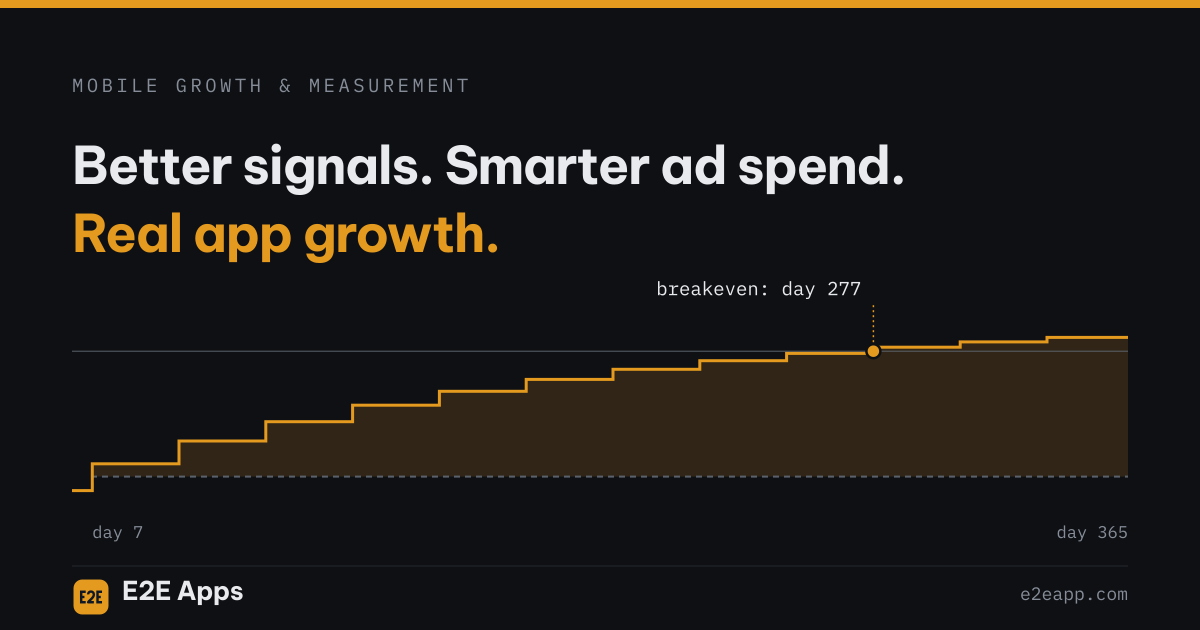 MOBILE GROWTH & MEASUREMENT
Better signals. Smarter ad spend.
Real app growth.
breakeven: day 277
day 7
day 365
E2E
E2E Apps
e2eapp.com